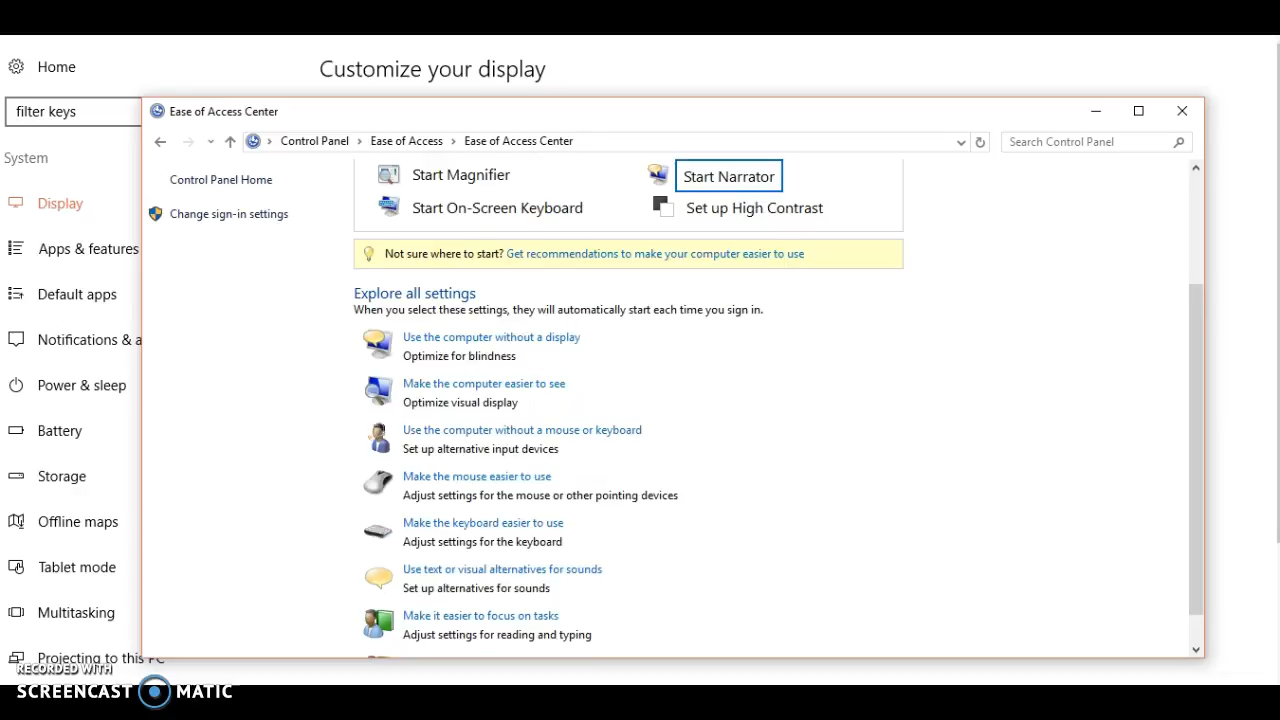 Home
Customize your display
filter keys
System
Display
Apps & features
Default apps
Notifications & a
Power & sleep
Battery
Storage
Offline maps
Tablet mode
Multitasking
Projecting to this PC
Ease of Access Center
Control Panel > Ease of Access > Ease of Access Center
Search Control Panel
Control Panel Home
Change sign-in settings
Start Magnifier
Start Narrator
Start On-Screen Keyboard
Set up High Contrast
Not sure where to start? Get recommendations to make your computer easier to use
Explore all settings
When you select these settings, they will automatically start each time you sign in.
Use the computer without a display
Optimize for blindness
Make the computer easier to see
Optimize visual display
Use the computer without a mouse or keyboard
Set up alternative input devices
Make the mouse easier to use
Adjust settings for the mouse or other pointing devices
Make the keyboard easier to use
Adjust settings for the keyboard
Use text or visual alternatives for sounds
Set up alternatives for sounds
Make it easier to focus on tasks
Adjust settings for reading and typing
RECORDED WITH
SCREENCAST MATIC